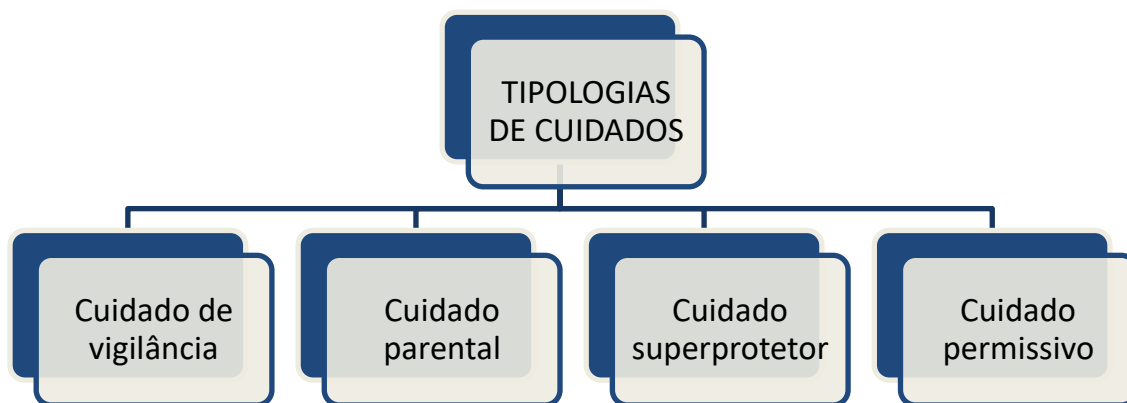 TIPOLOGIAS
DE CUIDADOS
Cuidado de
vigilância
Cuidado
parental
Cuidado
superprotetor
Cuidado
permissivo